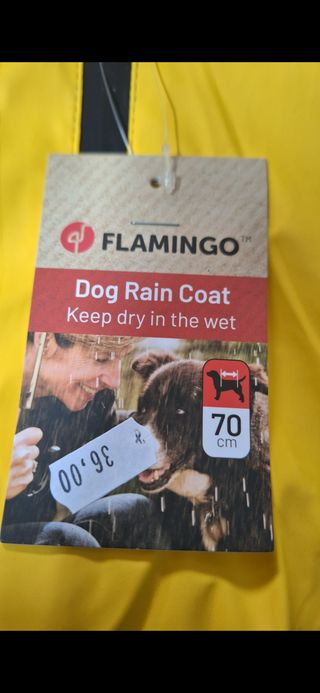 FLAMINGO™
Dog Rain Coat
Keep dry in the wet
70
cm
36,00